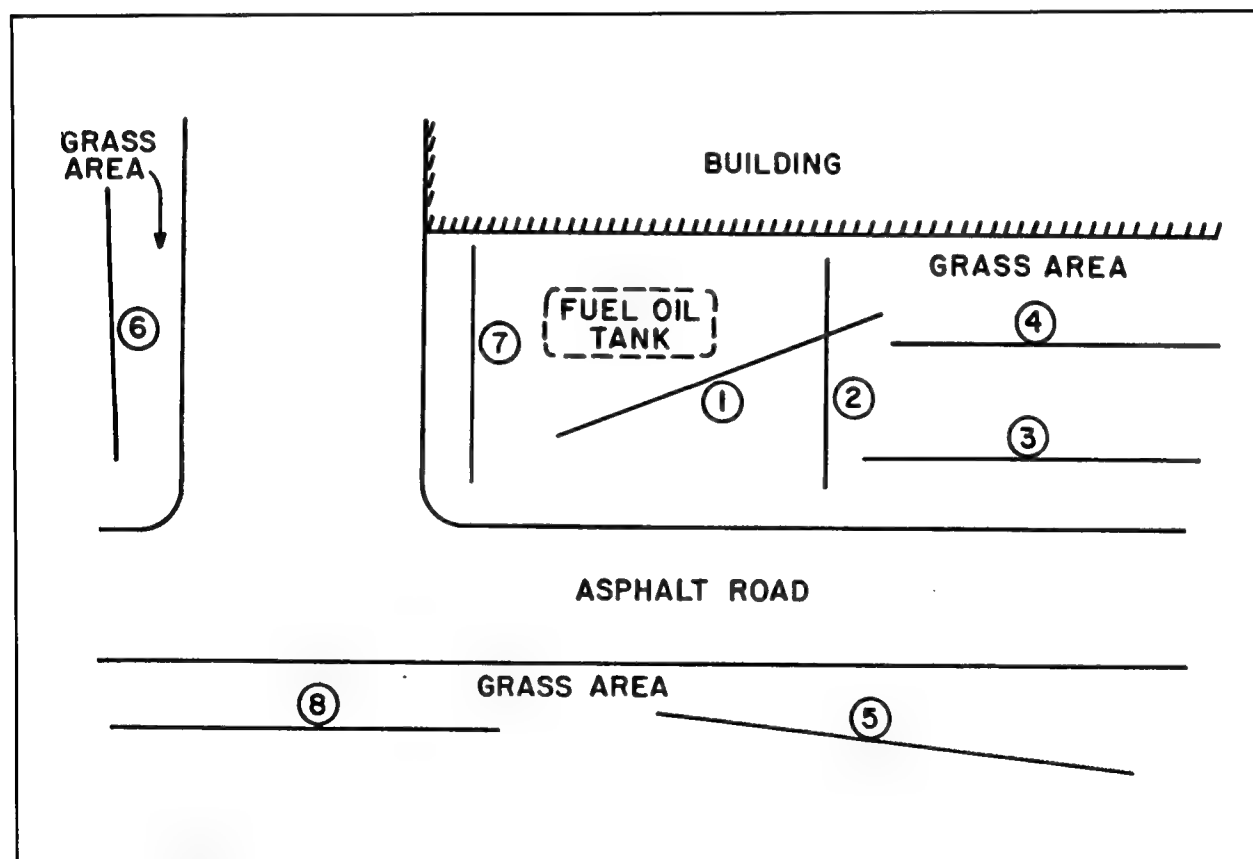 GRASS
AREA
BUILDING
GRASS AREA
FUEL OIL
TANK
6
7
4
1
2
3
ASPHALT ROAD
GRASS AREA
8
5